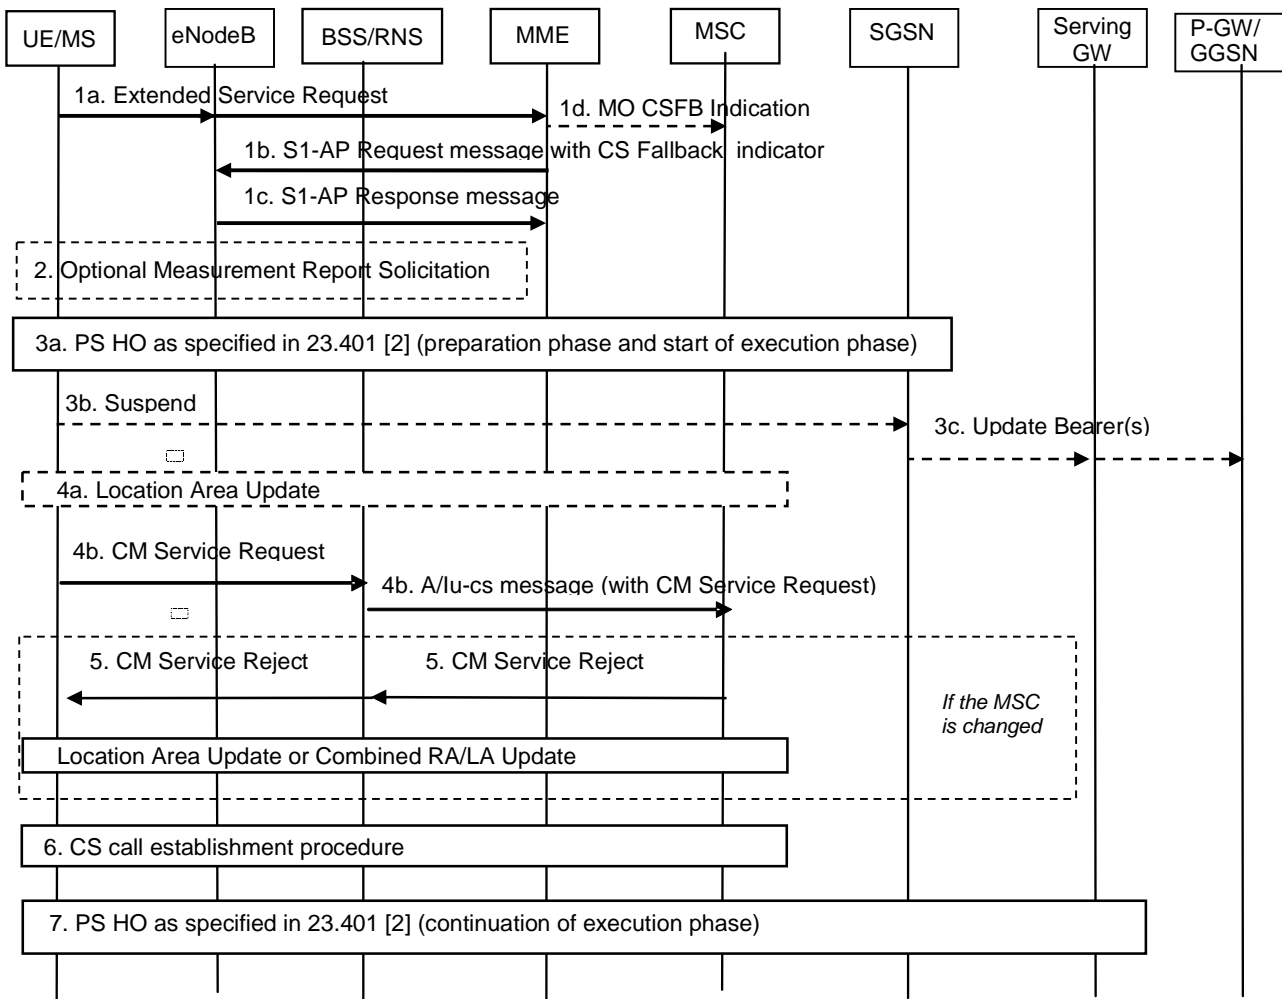 UE/MS
eNodeB
BSS/RNS
MME
MSC
SGSN
Serving
GW
P-GW/
GGSN
1a. Extended Service Request
1d. MO CSFB Indication
1b. S1-AP Request message with CS Fallback indicator
1c. S1-AP Response message
2. Optional Measurement Report Solicitation
3a. PS HO as specified in 23.401 [2] (preparation phase and start of execution phase)
3b. Suspend
3c. Update Bearer(s)
4a. Location Area Update
4b. CM Service Request
4b. A/Iu-cs message (with CM Service Request)
5. CM Service Reject
5. CM Service Reject
If the MSC
is changed
Location Area Update or Combined RA/LA Update
6. CS call establishment procedure
7. PS HO as specified in 23.401 [2] (continuation of execution phase)